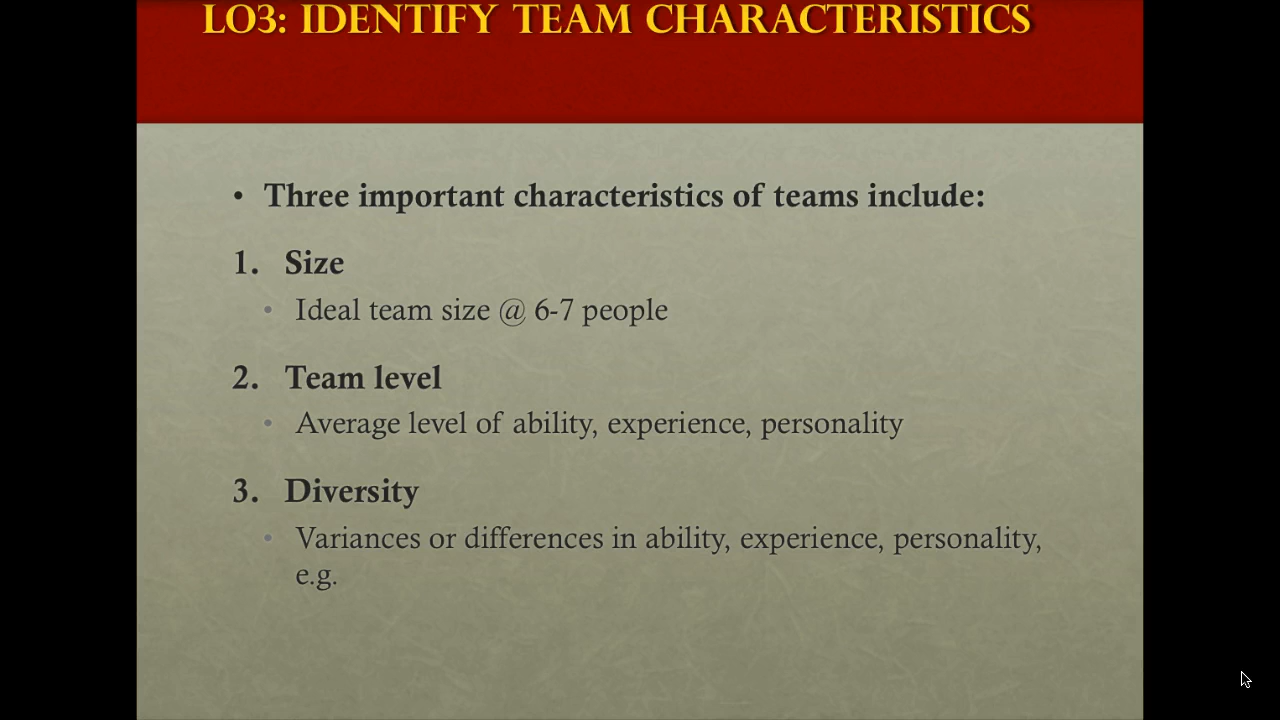 LO3: IDENTIFY TEAM CHARACTERISTICS
• Three important characteristics of teams include:
1. Size
• Ideal team size @ 6-7 people
2. Team level
• Average level of ability, experience, personality
3. Diversity
• Variances or differences in ability, experience, personality,
e.g.